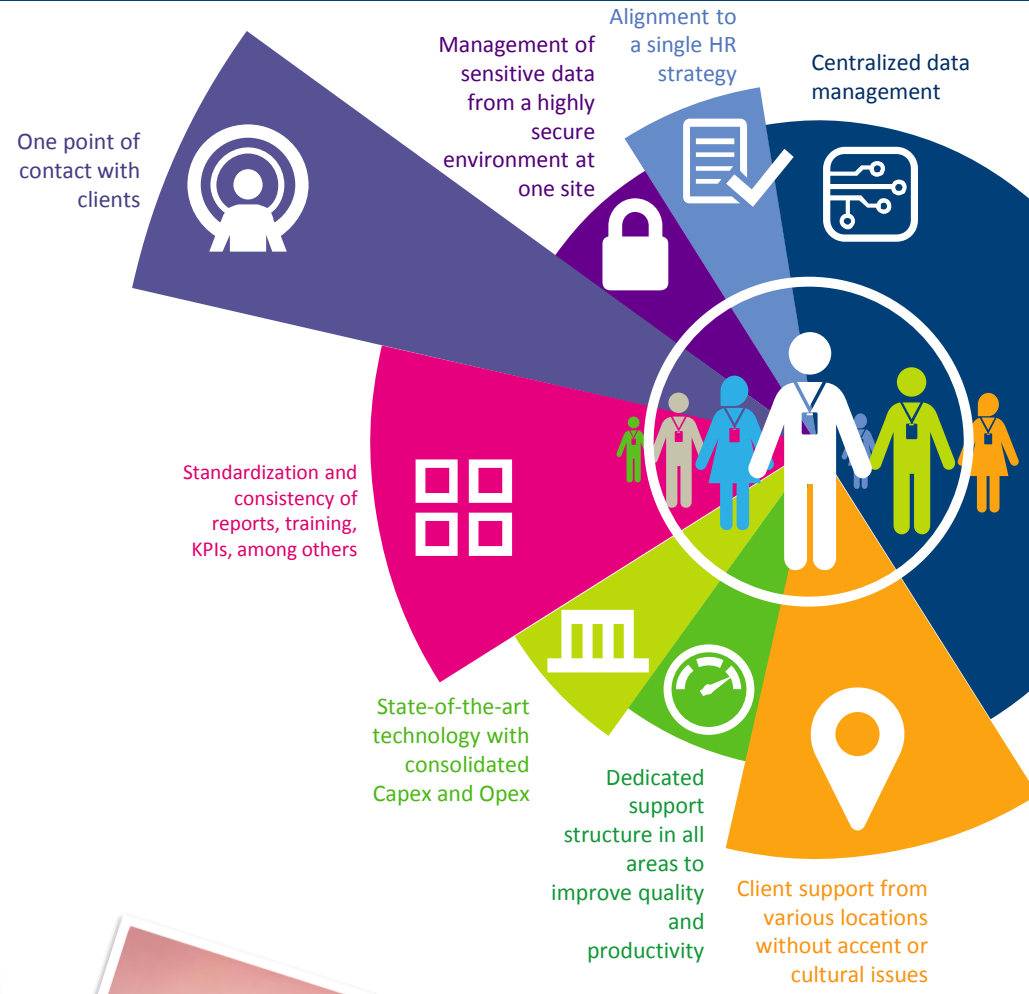 Alignment to
a single HR
strategy
Management of
sensitive data
from a highly
secure
environment at
one site
Centralized data
management
One point of
contact with
clients
Standardization and
consistency of
reports, training,
KPIs, among others
State-of-the-art
technology with
consolidated
Capex and Opex
Dedicated
support
structure in all
areas to
improve quality
and
productivity
Client support from
various locations
without accent or
cultural issues